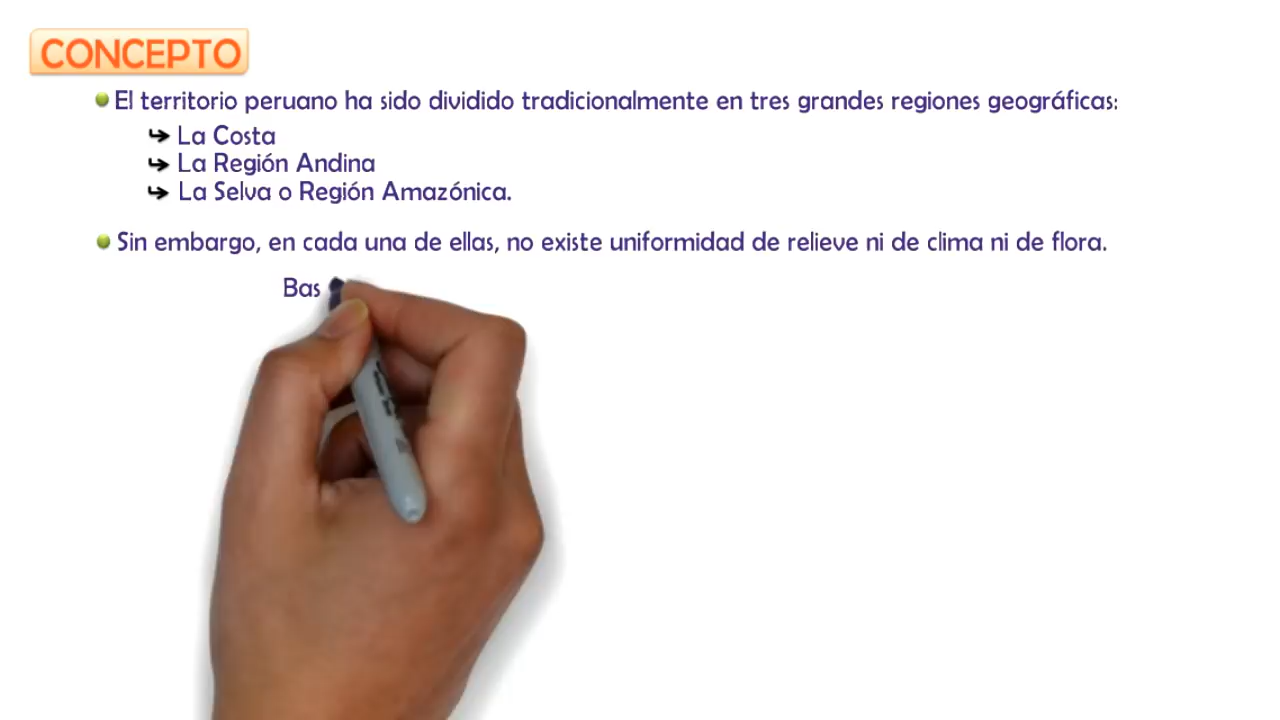 CONCEPTO
El territorio peruano ha sido dividido tradicionalmente en tres grandes regiones geográficas:
La Costa
La Región Andina
La Selva o Región Amazónica.
Sin embargo, en cada una de ellas, no existe uniformidad de relieve ni de clima ni de flora.
Bas